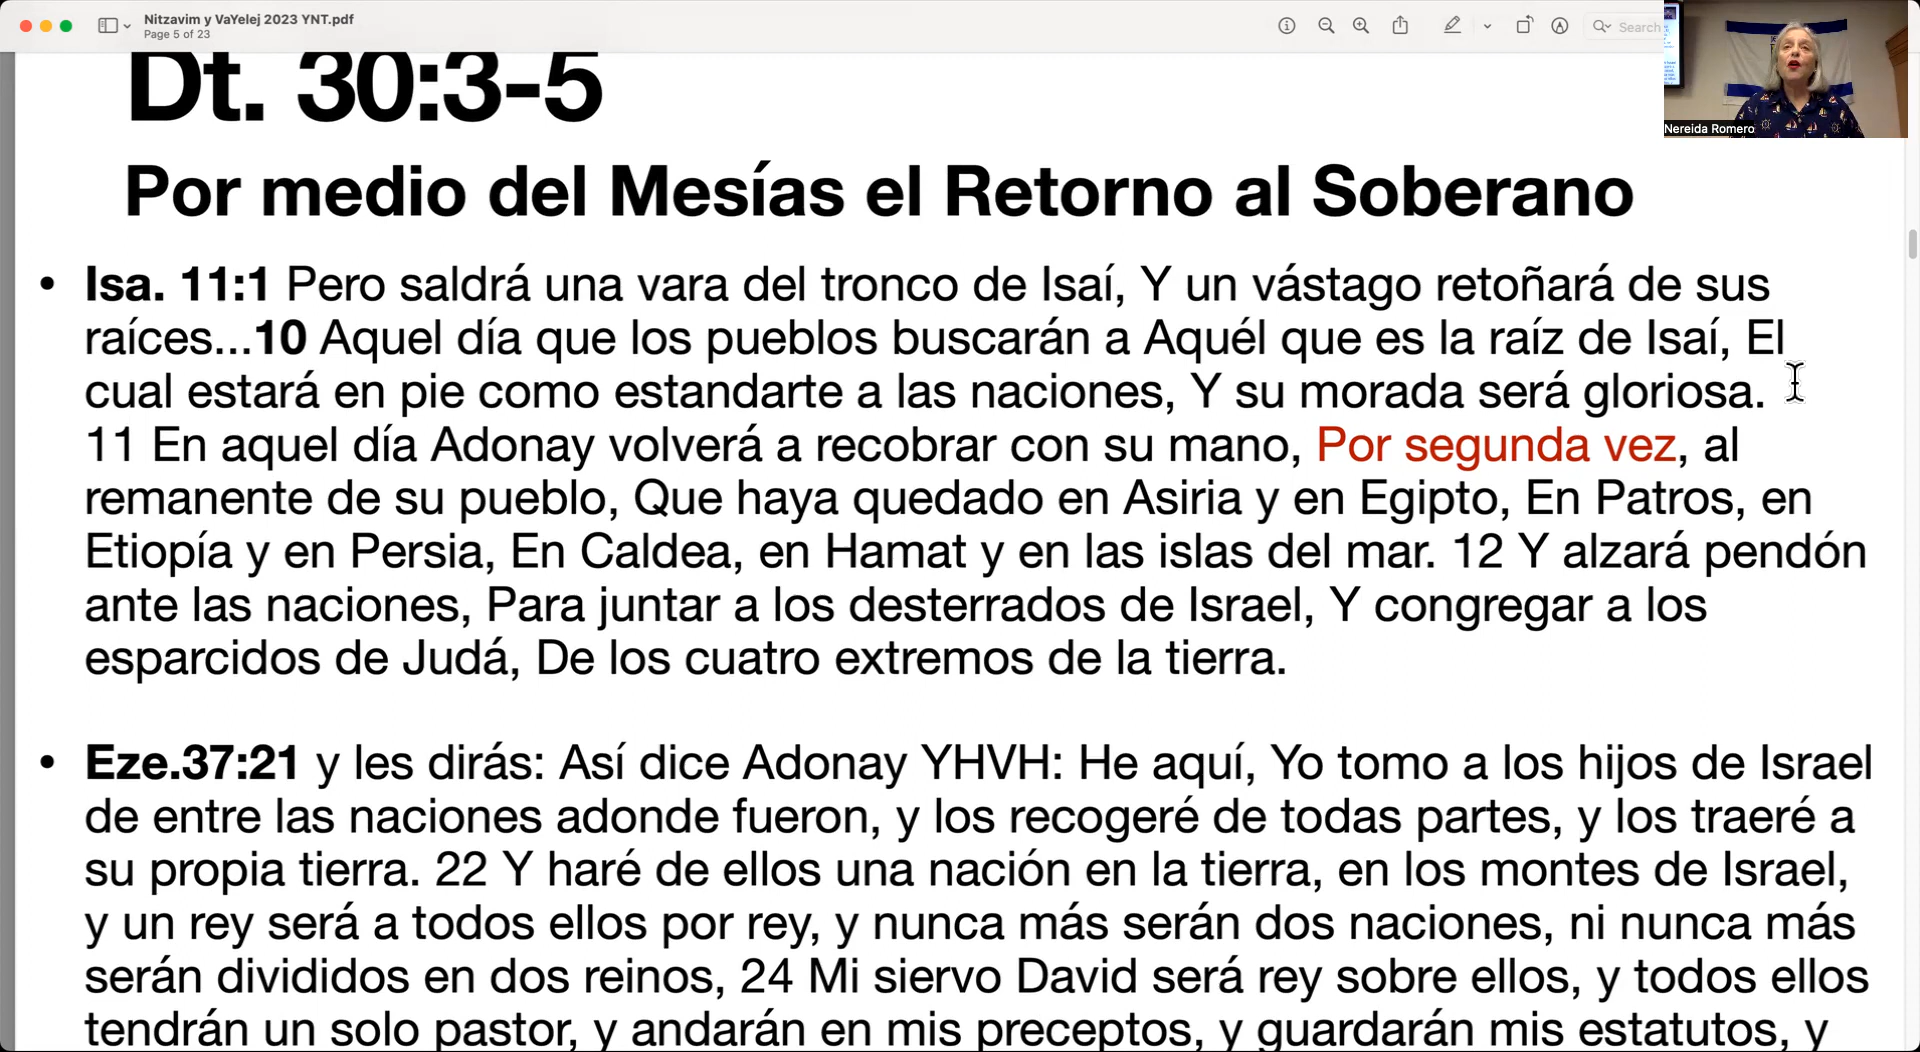 Nitzavim y VaYelej 2023 YNT.pdf
Page 5 of 23
Search
Nereida Romero
Dt. 30:3-5
Por medio del Mesías el Retorno al Soberano
• Isa. 11:1 Pero saldrá una vara del tronco de Isaí, Y un vástago retoñará de sus
raíces...10 Aquel día que los pueblos buscarán a Aquél que es la raíz de Isaí, El
cual estará en pie como estandarte a las naciones, Y su morada será gloriosa.
11 En aquel día Adonay volverá a recobrar con su mano, Por segunda vez, al
remanente de su pueblo, Que haya quedado en Asiria y en Egipto, En Patros, en
Etiopía y en Persia, En Caldea, en Hamat y en las islas del mar. 12 Y alzará pendón
ante las naciones, Para juntar a los desterrados de Israel, Y congregar a los
esparcidos de Judá, De los cuatro extremos de la tierra.
• Eze.37:21 y les dirás: Así dice Adonay YHVH: He aquí, Yo tomo a los hijos de Israel
de entre las naciones adonde fueron, y los recogeré de todas partes, y los traeré a
su propia tierra. 22 Y haré de ellos una nación en la tierra, en los montes de Israel,
y un rey será a todos ellos por rey, y nunca más serán dos naciones, ni nunca más
serán divididos en dos reinos, 24 Mi siervo David será rey sobre ellos, y todos ellos
tendrán un solo pastor, y andarán en mis preceptos, y guardarán mis estatutos, y